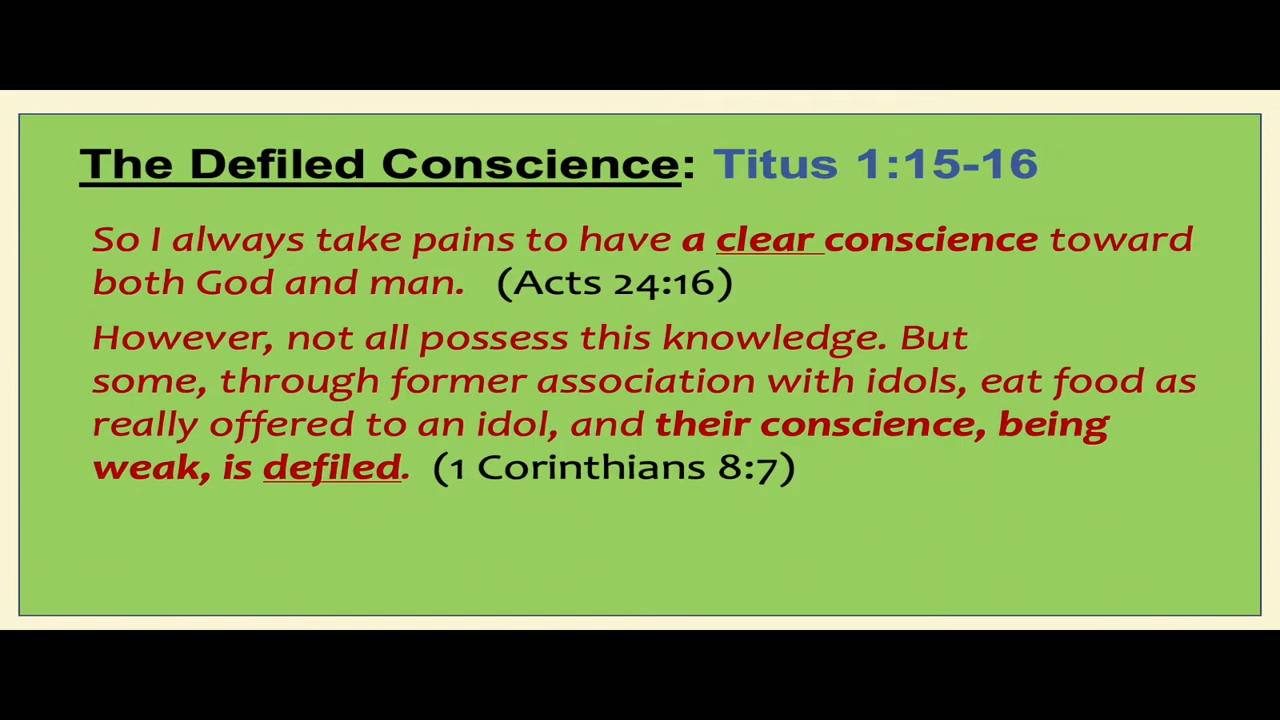 The Defiled Conscience: Titus 1:15-16
So I always take pains to have a clear conscience toward
both God and man. (Acts 24:16)
However, not all possess this knowledge. But
some, through former association with idols, eat food as
really offered to an idol, and their conscience, being
weak, is defiled. (1 Corinthians 8:7)